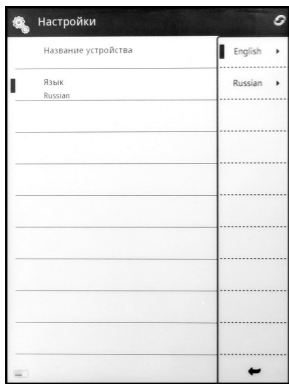 Настройки
Название устройства
Язык
Russian
English
Russian